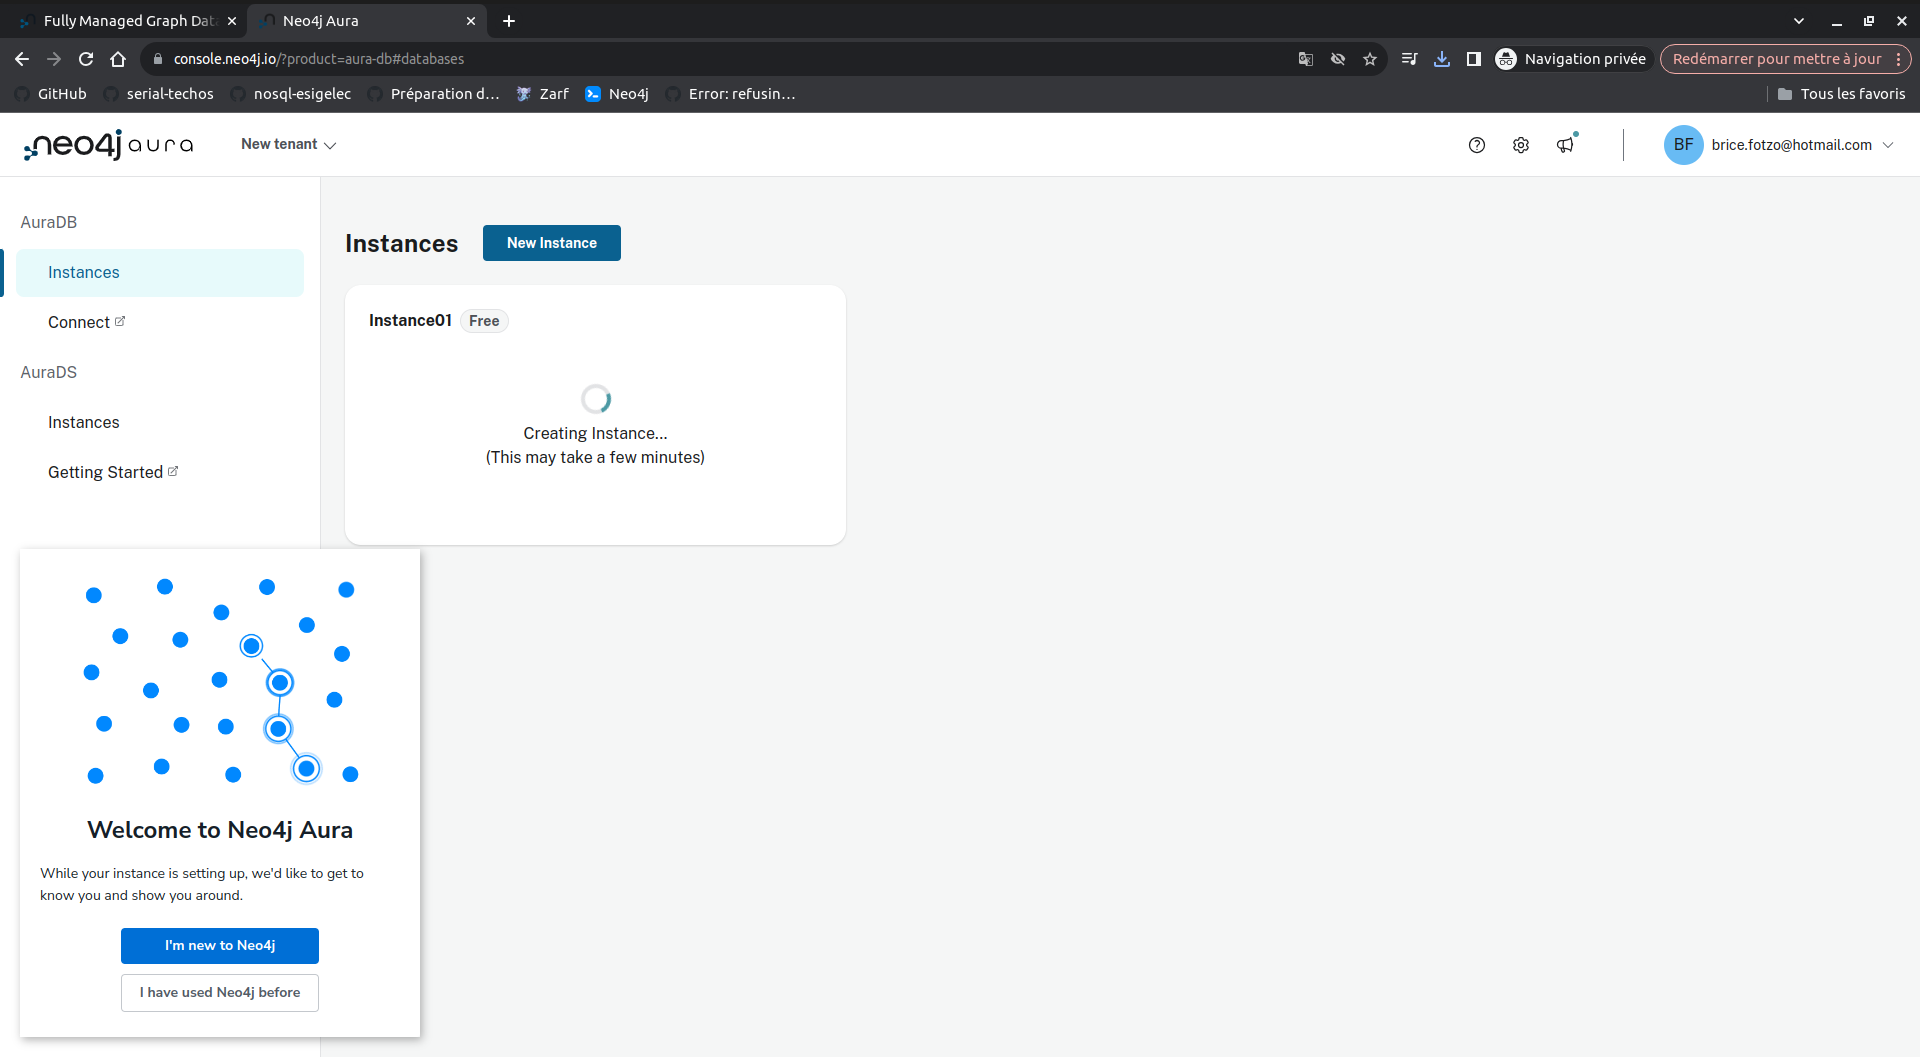 Fully Managed Graph Dat
Neo4j Aura
console.neo4j.io/?product=aura-db#databases
Navigation privée
Redémarrer pour mettre à jour
GitHub
serial-techos
nosql-esigelec
Préparation d…
Zarf
Neo4j
Error: refusin…
Tous les favoris
neo4j aura
New tenant
BF
brice.fotzo@hotmail.com
AuraDB
Instances
Connect
AuraDS
Instances
Getting Started
Instances
New Instance
Instance01 Free
Creating Instance...
(This may take a few minutes)
Welcome to Neo4j Aura
While your instance is setting up, we'd like to get to
know you and show you around.
I'm new to Neo4j
I have used Neo4j before